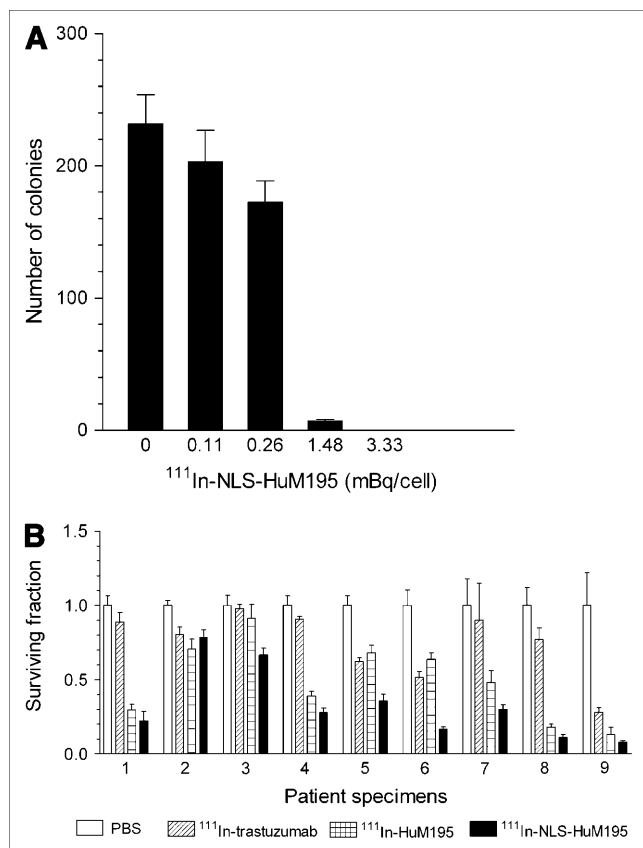 A
300
200
100
0
Number of colonies
0 0.11 0.26 1.48 3.33
¹¹¹In-NLS-HuM195 (mBq/cell)
B
1.5
1.0
0.5
0.0
Surviving fraction
1 2 3 4 5 6 7 8 9
Patient specimens
PBS ¹¹¹In-trastuzumab ¹¹¹In-HuM195 ¹¹¹In-NLS-HuM195